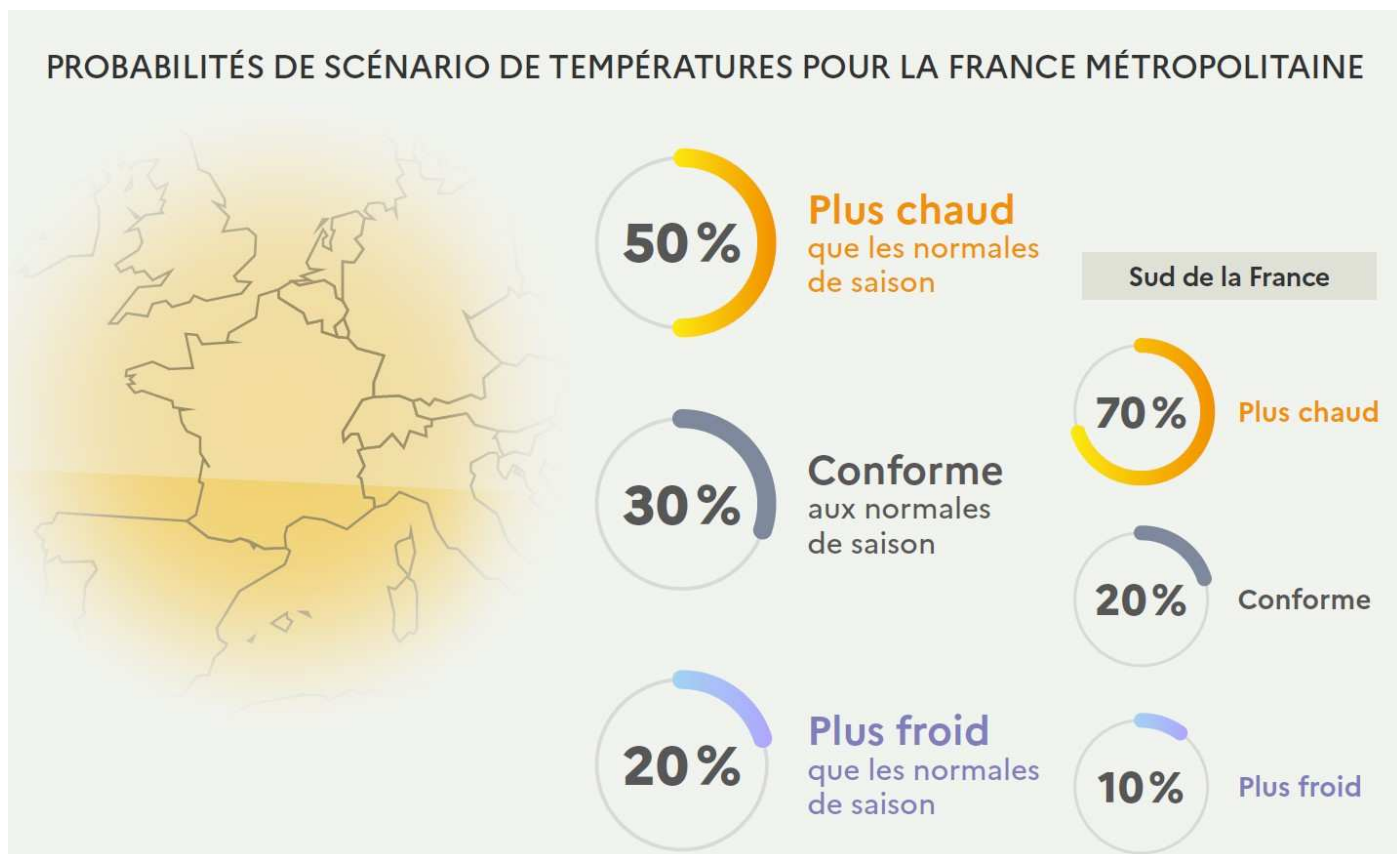 PROBABILITÉS DE SCÉNARIO DE TEMPÉRATURES POUR LA FRANCE MÉTROPOLITAINE
50 %
Plus chaud
que les normales
de saison
30 %
Conforme
aux normales
de saison
20 %
Plus froid
que les normales
de saison
Sud de la France
70 %
Plus chaud
20 %
Conforme
10 %
Plus froid